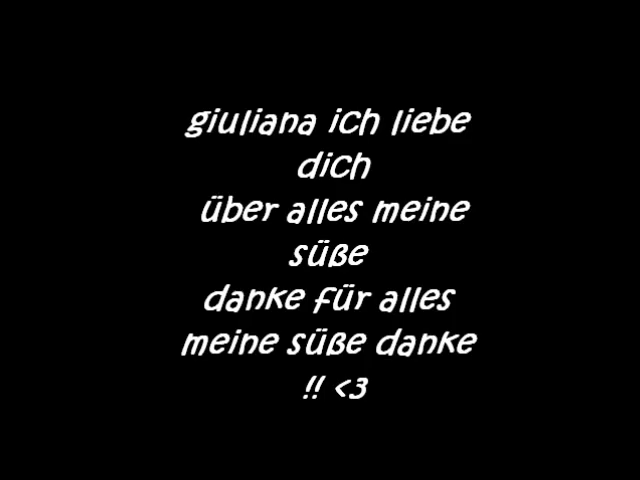 giuliana ich liebe
dich
über alles meine
süße
danke für alles
meine süße danke
!! <3